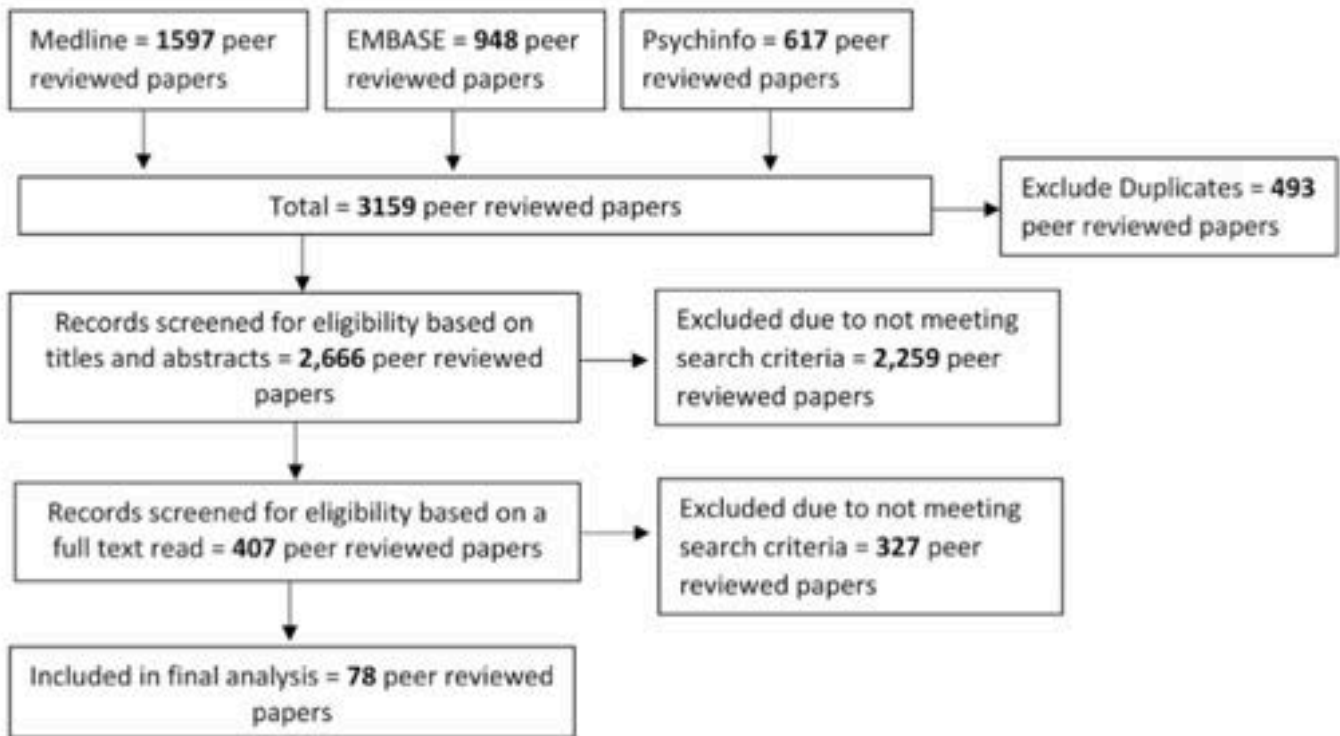 Medline = 1597 peer
reviewed papers
EMBASE = 948 peer
reviewed papers
Psychinfo = 617 peer
reviewed papers
Total = 3159 peer reviewed papers
Exclude Duplicates = 493
peer reviewed papers
Records screened for eligibility based on
titles and abstracts = 2,666 peer reviewed
papers
Excluded due to not meeting
search criteria = 2,259 peer
reviewed papers
Records screened for eligibility based on a
full text read = 407 peer reviewed papers
Excluded due to not meeting
search criteria = 327 peer
reviewed papers
Included in final analysis = 78 peer reviewed
papers